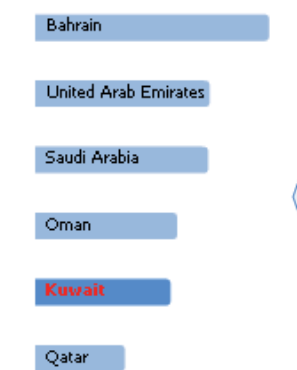 Bahrain
United Arab Emirates
Saudi Arabia
Oman
Kuwait
Qatar